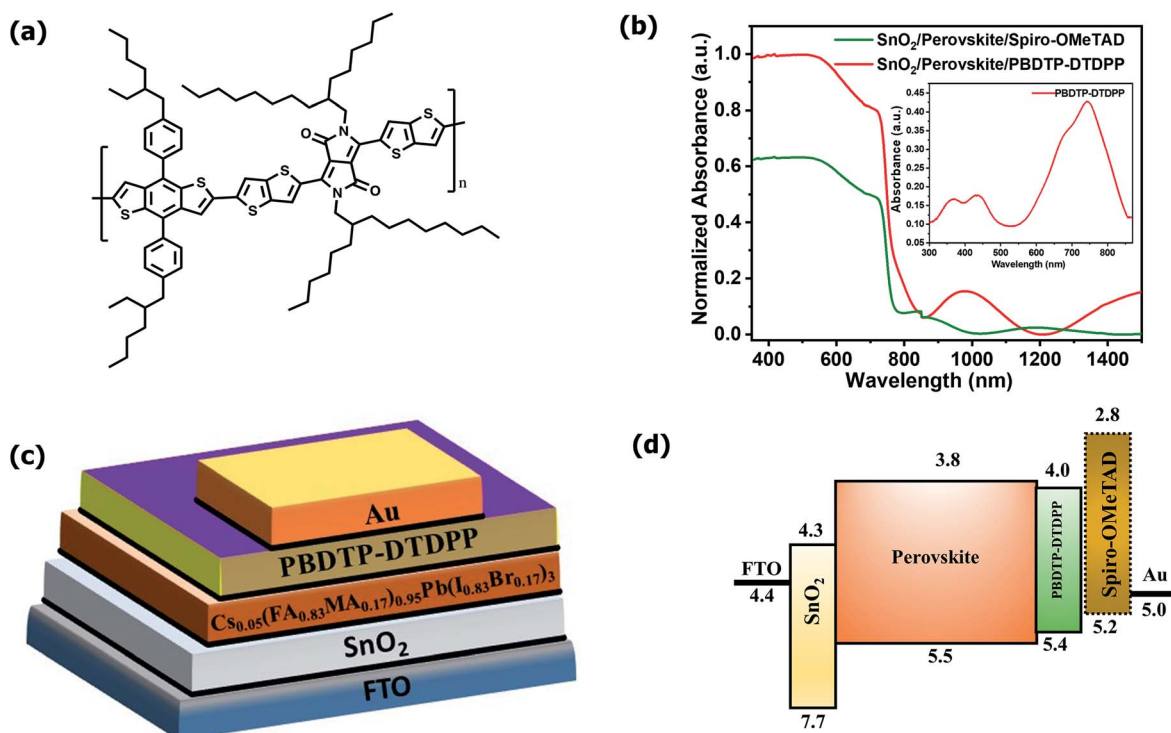 (a)
S
S
S
S
S
S
N
N
O
O
n
(b)
Normalized Absorbance (a.u.)
1.0
0.8
0.6
0.4
0.2
0.0
400
600
800
1000
1200
1400
Wavelength (nm)
SnO2/Perovskite/Spiro-OMeTAD
SnO2/Perovskite/PBDTP-DTDPP
PBDTP-DTDPP
Absorbance (a.u.)
0.45
0.40
0.35
0.30
0.25
0.20
0.15
0.10
0.05
300
400
500
600
700
800
Wavelength (nm)
(c)
Au
PBDTP-DTDPP
Cs0.05(FA0.83MA0.17)0.95Pb(I0.83Br0.17)3
SnO2
FTO
(d)
FTO
4.4
4.3
SnO2
7.7
3.8
Perovskite
5.5
4.0
PBDTP-DTDPP
5.4
2.8
Spiro-OMeTAD
5.2
Au
5.0